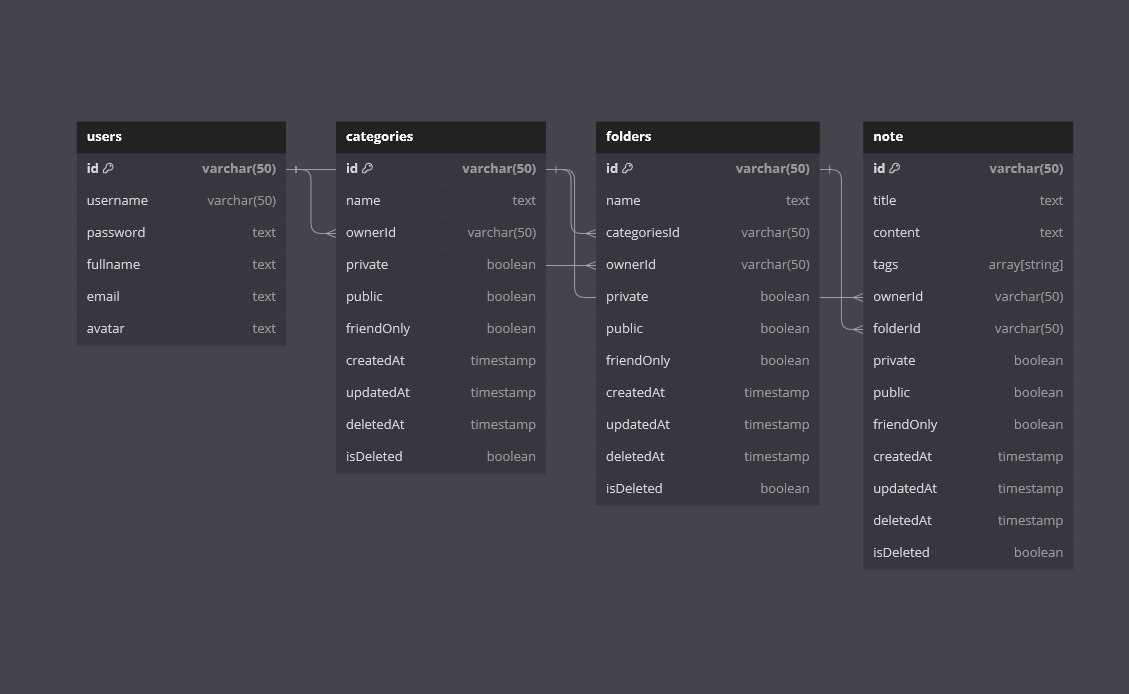 users
id varchar(50)
username varchar(50)
password text
fullname text
email text
avatar text
categories
id varchar(50)
name text
ownerId varchar(50)
private boolean
public boolean
friendOnly boolean
createdAt timestamp
updatedAt timestamp
deletedAt timestamp
isDeleted boolean
folders
id varchar(50)
name text
categoriesId varchar(50)
ownerId varchar(50)
private boolean
public boolean
friendOnly boolean
createdAt timestamp
updatedAt timestamp
deletedAt timestamp
isDeleted boolean
note
id varchar(50)
title text
content text
tags array[string]
ownerId varchar(50)
folderId varchar(50)
private boolean
public boolean
friendOnly boolean
createdAt timestamp
updatedAt timestamp
deletedAt timestamp
isDeleted boolean